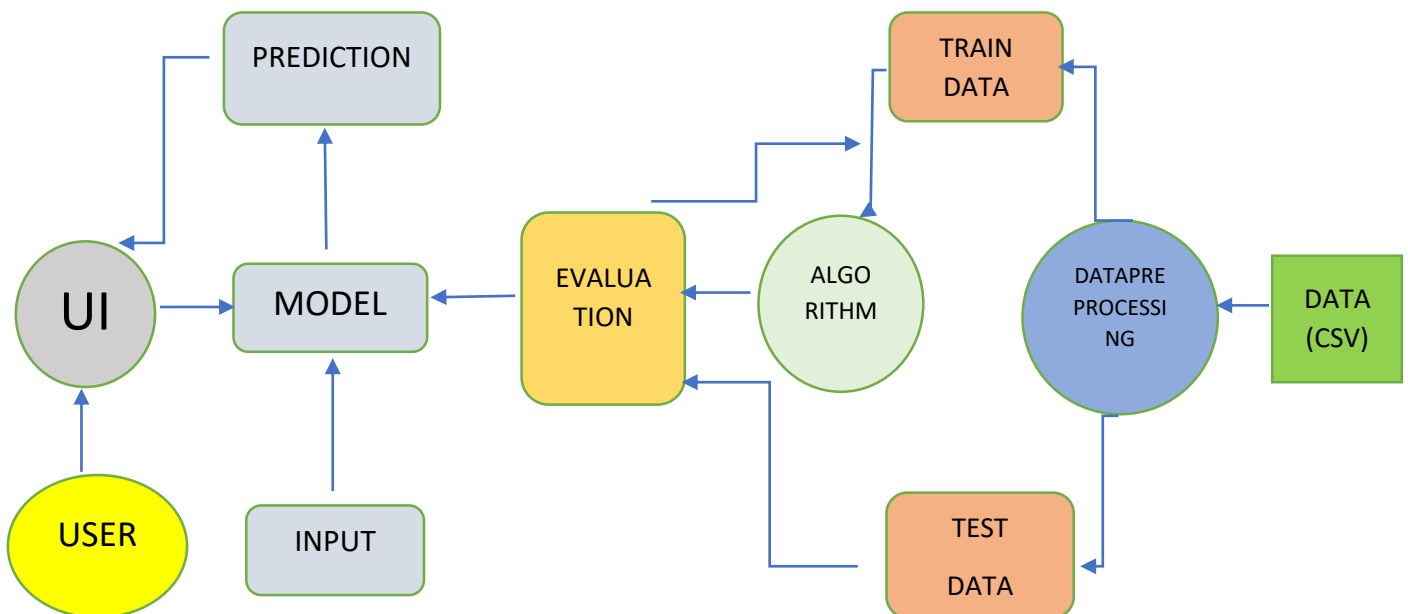 PREDICTION
TRAIN
DATA
UI
MODEL
EVALUA
TION
ALGO
RITHM
DATAPRE
PROCESSI
NG
DATA
(CSV)
USER
INPUT
TEST
DATA